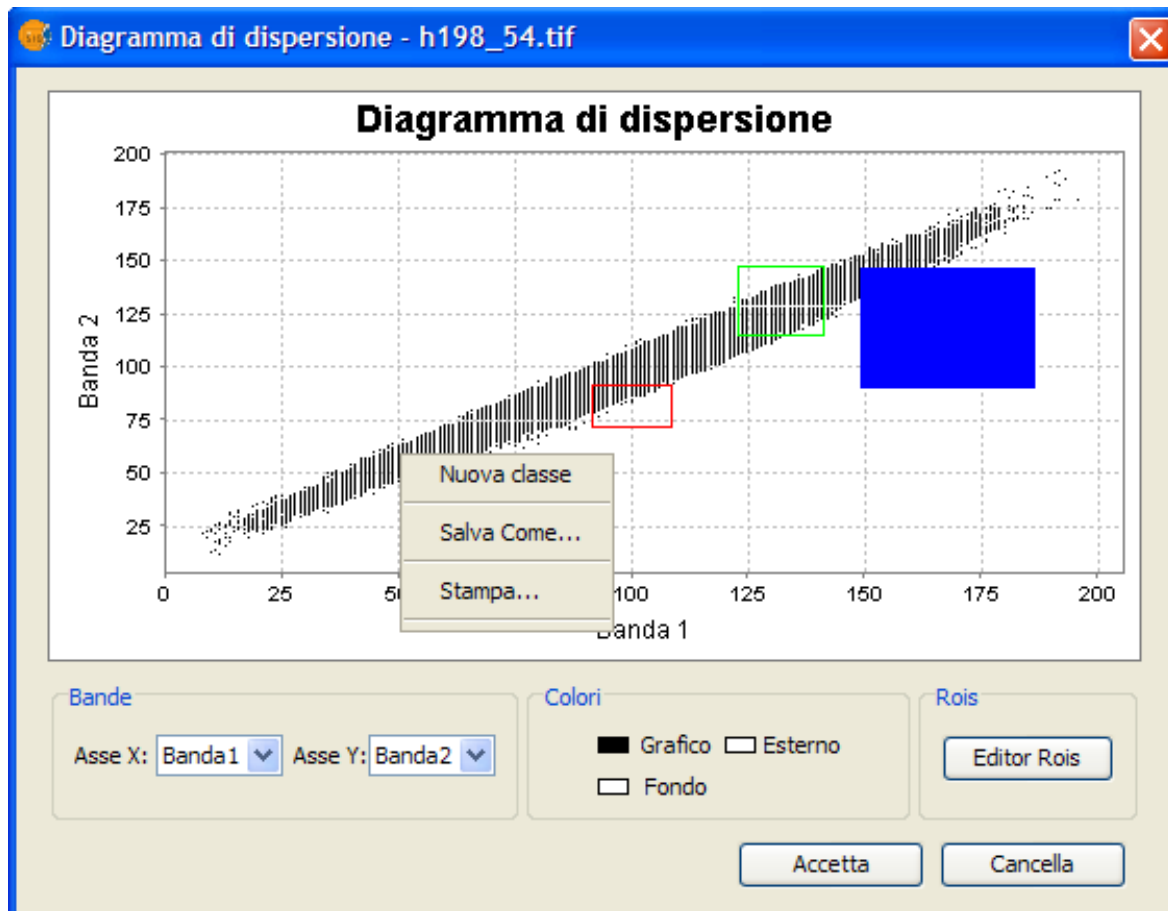 Diagramma di dispersione - h198_54.tif
Diagramma di dispersione
200
175
150
125
100
75
50
25
Banda 2
0 25 50 100 125 150 175 200
Banda 1
Nuova classe
Salva Come...
Stampa...
Bande
Asse X: Banda1 Asse Y: Banda2
Colori
Grafico Esterno
Fondo
Rois
Editor Rois
Accetta Cancella